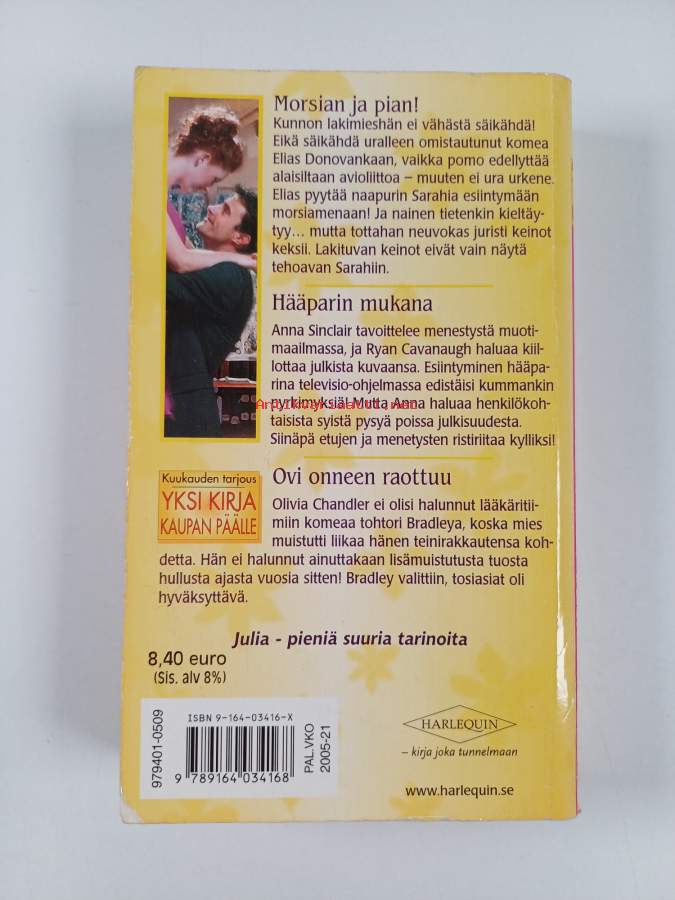 Morsian ja pian!
Kunnon lakimieshän ei vähästä säikähdä!
Eikä säikähdä uralleen omistautunut komea
Elias Donovankaan, vaikka pomo edellyttää
alaisiltaan avioliittoa – muuten ei ura urkene.
Elias pyytää naapurin Sarahia esiintymään
morsiamenaan! Ja nainen tietenkin kieltäy-
tyy... mutta tottahan neuvokas juristi keinot
keksii. Lakituvan keinot eivät vain näytä
tehoavan Sarahiin.
Hääparin mukana
Anna Sinclair tavoittelee menestystä muoti-
maailmassa, ja Ryan Cavanaugh haluaa kiil-
lottaa julkista kuvaansa. Esiintyminen hääpa-
rina televisio-ohjelmassa edistäisi kummankin
pyrkimyksiä! Mutta Anna haluaa henkilökoh-
taisista syistä pysyä poissa julkisuudesta.
Siinäpä etujen ja menetysten ristiriitaa kylliksi!
Antikvariaatti.net
Kuukauden tarjous
YKSI KIRJA
KAUPAN PÄÄLLE
Ovi onneen raottuu
Olivia Chandler ei olisi halunnut lääkäritii-
miin komeaa tohtori Bradleya, koska mies
muistutti liikaa hänen teinirakkautensa koh-
detta. Hän ei halunnut ainuttakaan lisämuistutusta tuosta
hullusta ajasta vuosia sitten! Bradley valittiin, tosiasiat oli
hyväksyttävä.
Julia - pieniä suuria tarinoita
8,40 euro
(Sis. alv 8%)
979401-0509
ISBN 9-164-03416-X
9 789164 034168
PAL.VKO
2005-21
HARLEQUIN
– kirja joka tunnelmaan
www.harlequin.se